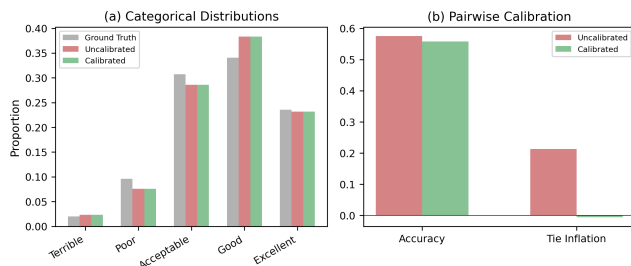 (a) Categorical Distributions
Proportion
0.40
0.35
0.30
0.25
0.20
0.15
0.10
0.05
0.00
Ground Truth
Uncalibrated
Calibrated
Terrible
Poor
Acceptable
Good
Excellent
(b) Pairwise Calibration
0.6
0.5
0.4
0.3
0.2
0.1
0.0
Uncalibrated
Calibrated
Accuracy
Tie Inflation